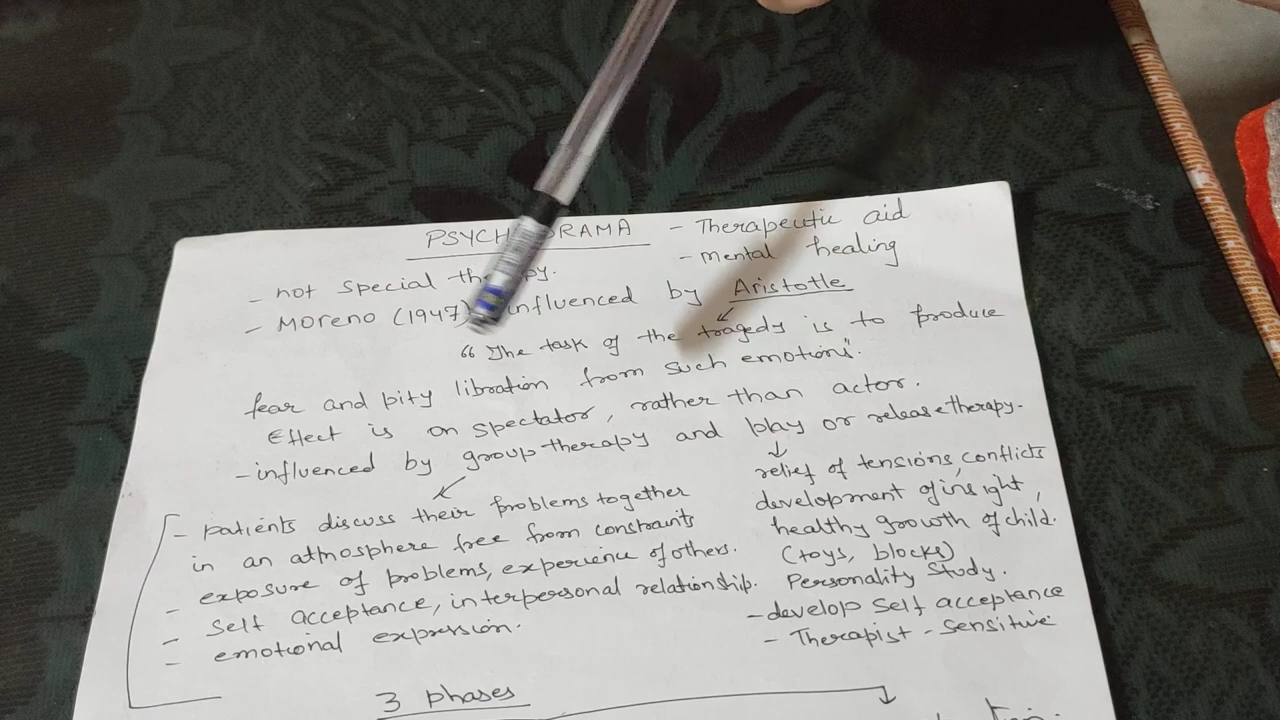 PSYCHODRAMA - Therapeutic aid
- mental healing
- not special therapy.
- Moreno (1947) influenced by Aristotle
"The task of the tragedy is to produce
fear and pity libration from such emotions".
Effect is on spectator, rather than actor.
- influenced by group therapy and play or release therapy.
- patients discuss their problems together
in an atmosphere free from constraints
- exposure of problems, experience of others.
- self acceptance, interpersonal relationship.
- emotional expression.
relief of tensions, conflicts
development of insight,
healthy growth of child.
(toys, blocks)
Personality Study.
- develop self acceptance
- Therapist - sensitive
3 phases